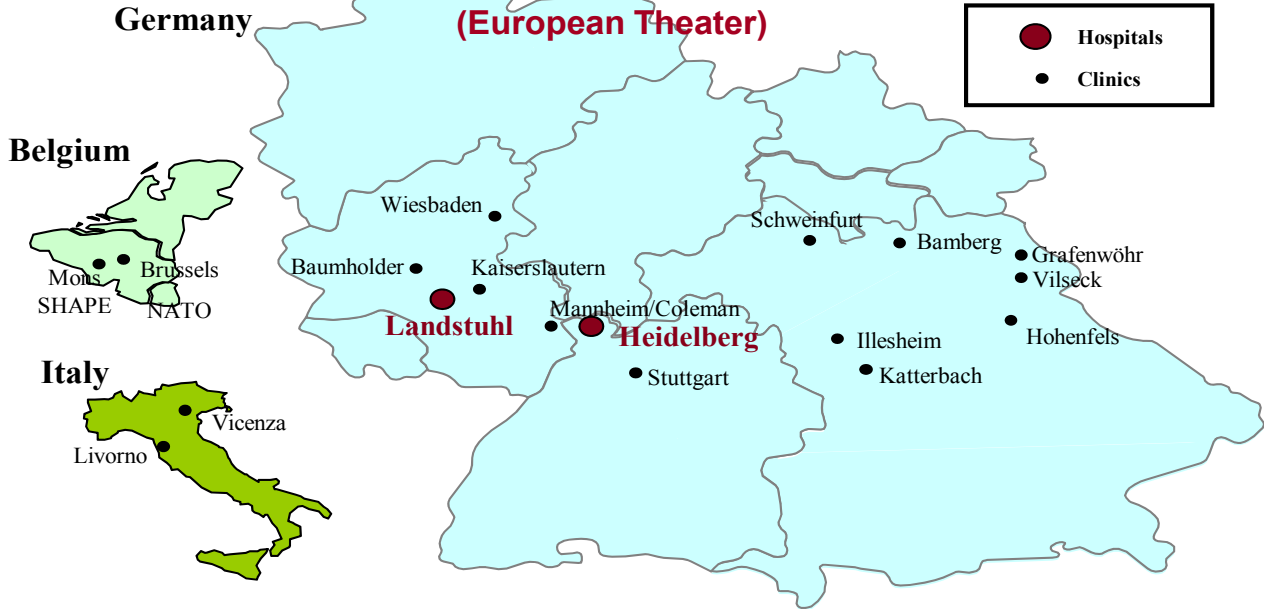 Germany
(European Theater)
Hospitals
Clinics
Belgium
Wiesbaden
Schweinfurt
Bamberg
Grafenwöhr
Vilseck
Baumholder
Kaiserslautern
Mons
SHAPE
Brussels
NATO
Landstuhl
Mannheim/Coleman
Heidelberg
Hohenfels
Illesheim
Katterbach
Stuttgart
Italy
Vicenza
Livorno